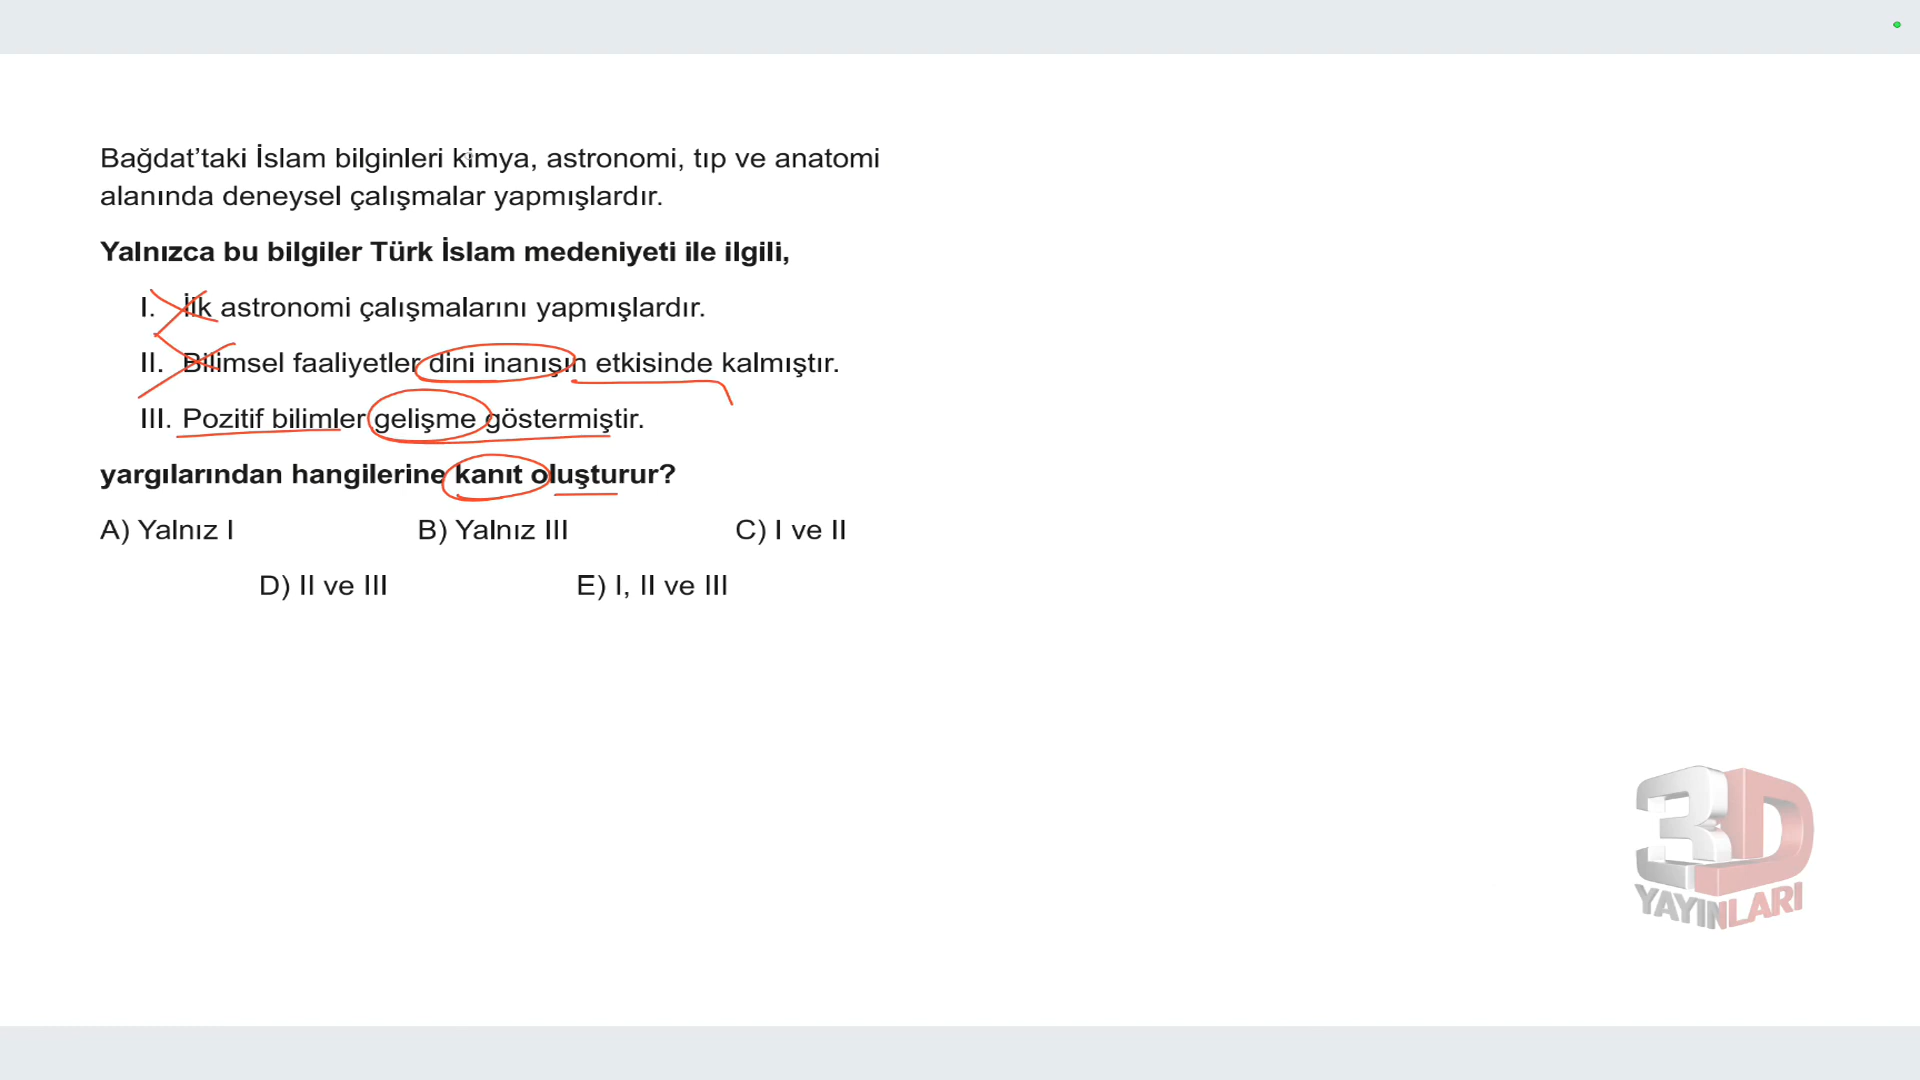 Bağdat’taki İslam bilginleri kimya, astronomi, tıp ve anatomi
alanında deneysel çalışmalar yapmışlardır.
Yalnızca bu bilgiler Türk İslam medeniyeti ile ilgili,
I. İlk astronomi çalışmalarını yapmışlardır.
II. Bilimsel faaliyetler dini inanışın etkisinde kalmıştır.
III. Pozitif bilimler gelişme göstermiştir.
yargılarından hangilerine kanıt oluşturur?
A) Yalnız I B) Yalnız III C) I ve II
D) II ve III E) I, II ve III
3D
YAYINLARI